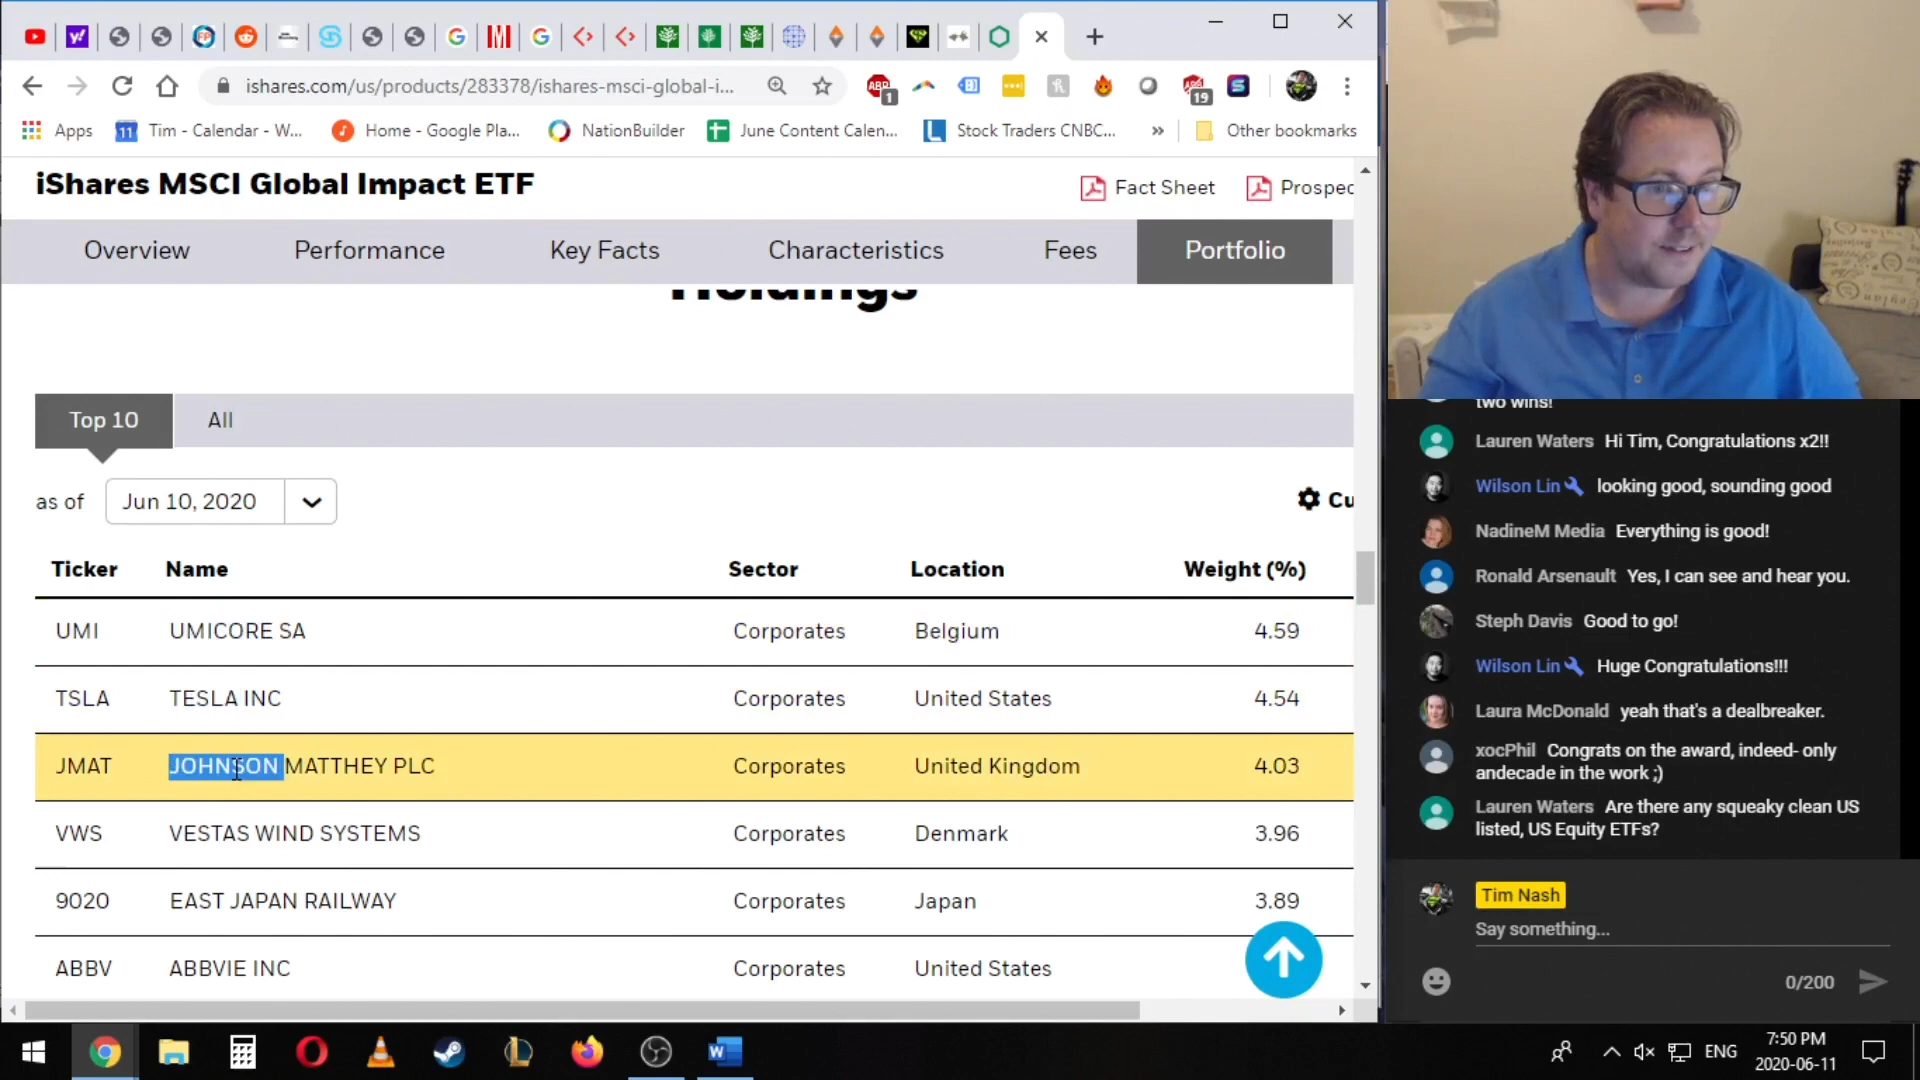 ishares.com/us/products/283378/ishares-msci-global-i...
ABP 1
19
Apps
11
Tim - Calendar - W...
Home - Google Pla...
NationBuilder
June Content Calen...
Stock Traders CNBC...
»
Other bookmarks
iShares MSCI Global Impact ETF
Fact Sheet
Prospec
Overview
Performance
Key Facts
Characteristics
Fees
Portfolio
Holdings
Top 10
All
as of
Jun 10, 2020
Cu
Ticker Name Sector Location Weight (%)
UMI UMICORE SA Corporates Belgium 4.59
TSLA TESLA INC Corporates United States 4.54
JMAT JOHNSON MATTHEY PLC Corporates United Kingdom 4.03
VWS VESTAS WIND SYSTEMS Corporates Denmark 3.96
9020 EAST JAPAN RAILWAY Corporates Japan 3.89
ABBV ABBVIE INC Corporates United States
two wins!
Lauren Waters Hi Tim, Congratulations x2!!
Wilson Lin looking good, sounding good
NadineM Media Everything is good!
Ronald Arsenault Yes, I can see and hear you.
Steph Davis Good to go!
Wilson Lin Huge Congratulations!!!
Laura McDonald yeah that's a dealbreaker.
xocPhil Congrats on the award, indeed- only
andecade in the work ;)
Lauren Waters Are there any squeaky clean US
listed, US Equity ETFs?
Tim Nash
Say something...
0/200
ENG
7:50 PM
2020-06-11